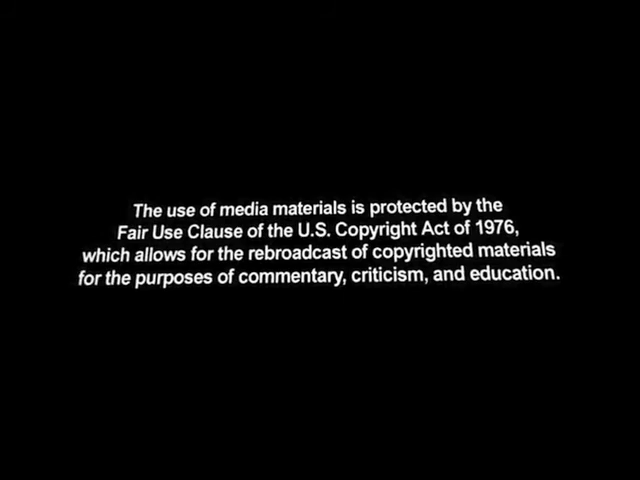 The use of media materials is protected by the
Fair Use Clause of the U.S. Copyright Act of 1976,
which allows for the rebroadcast of copyrighted materials
for the purposes of commentary, criticism, and education.